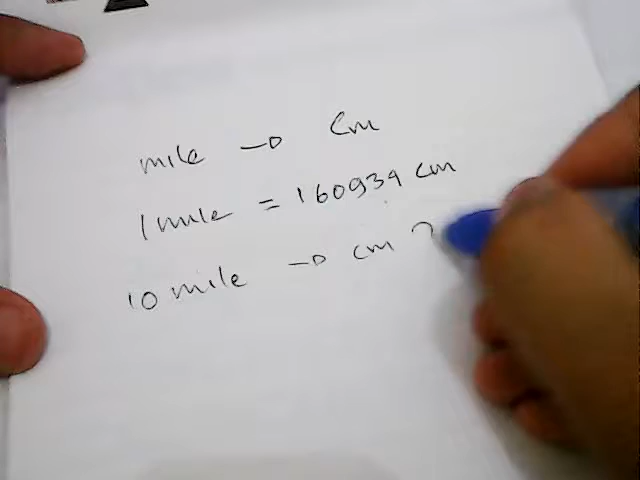 mile → cm
1 mile = 160934 cm
10 mile → cm ?